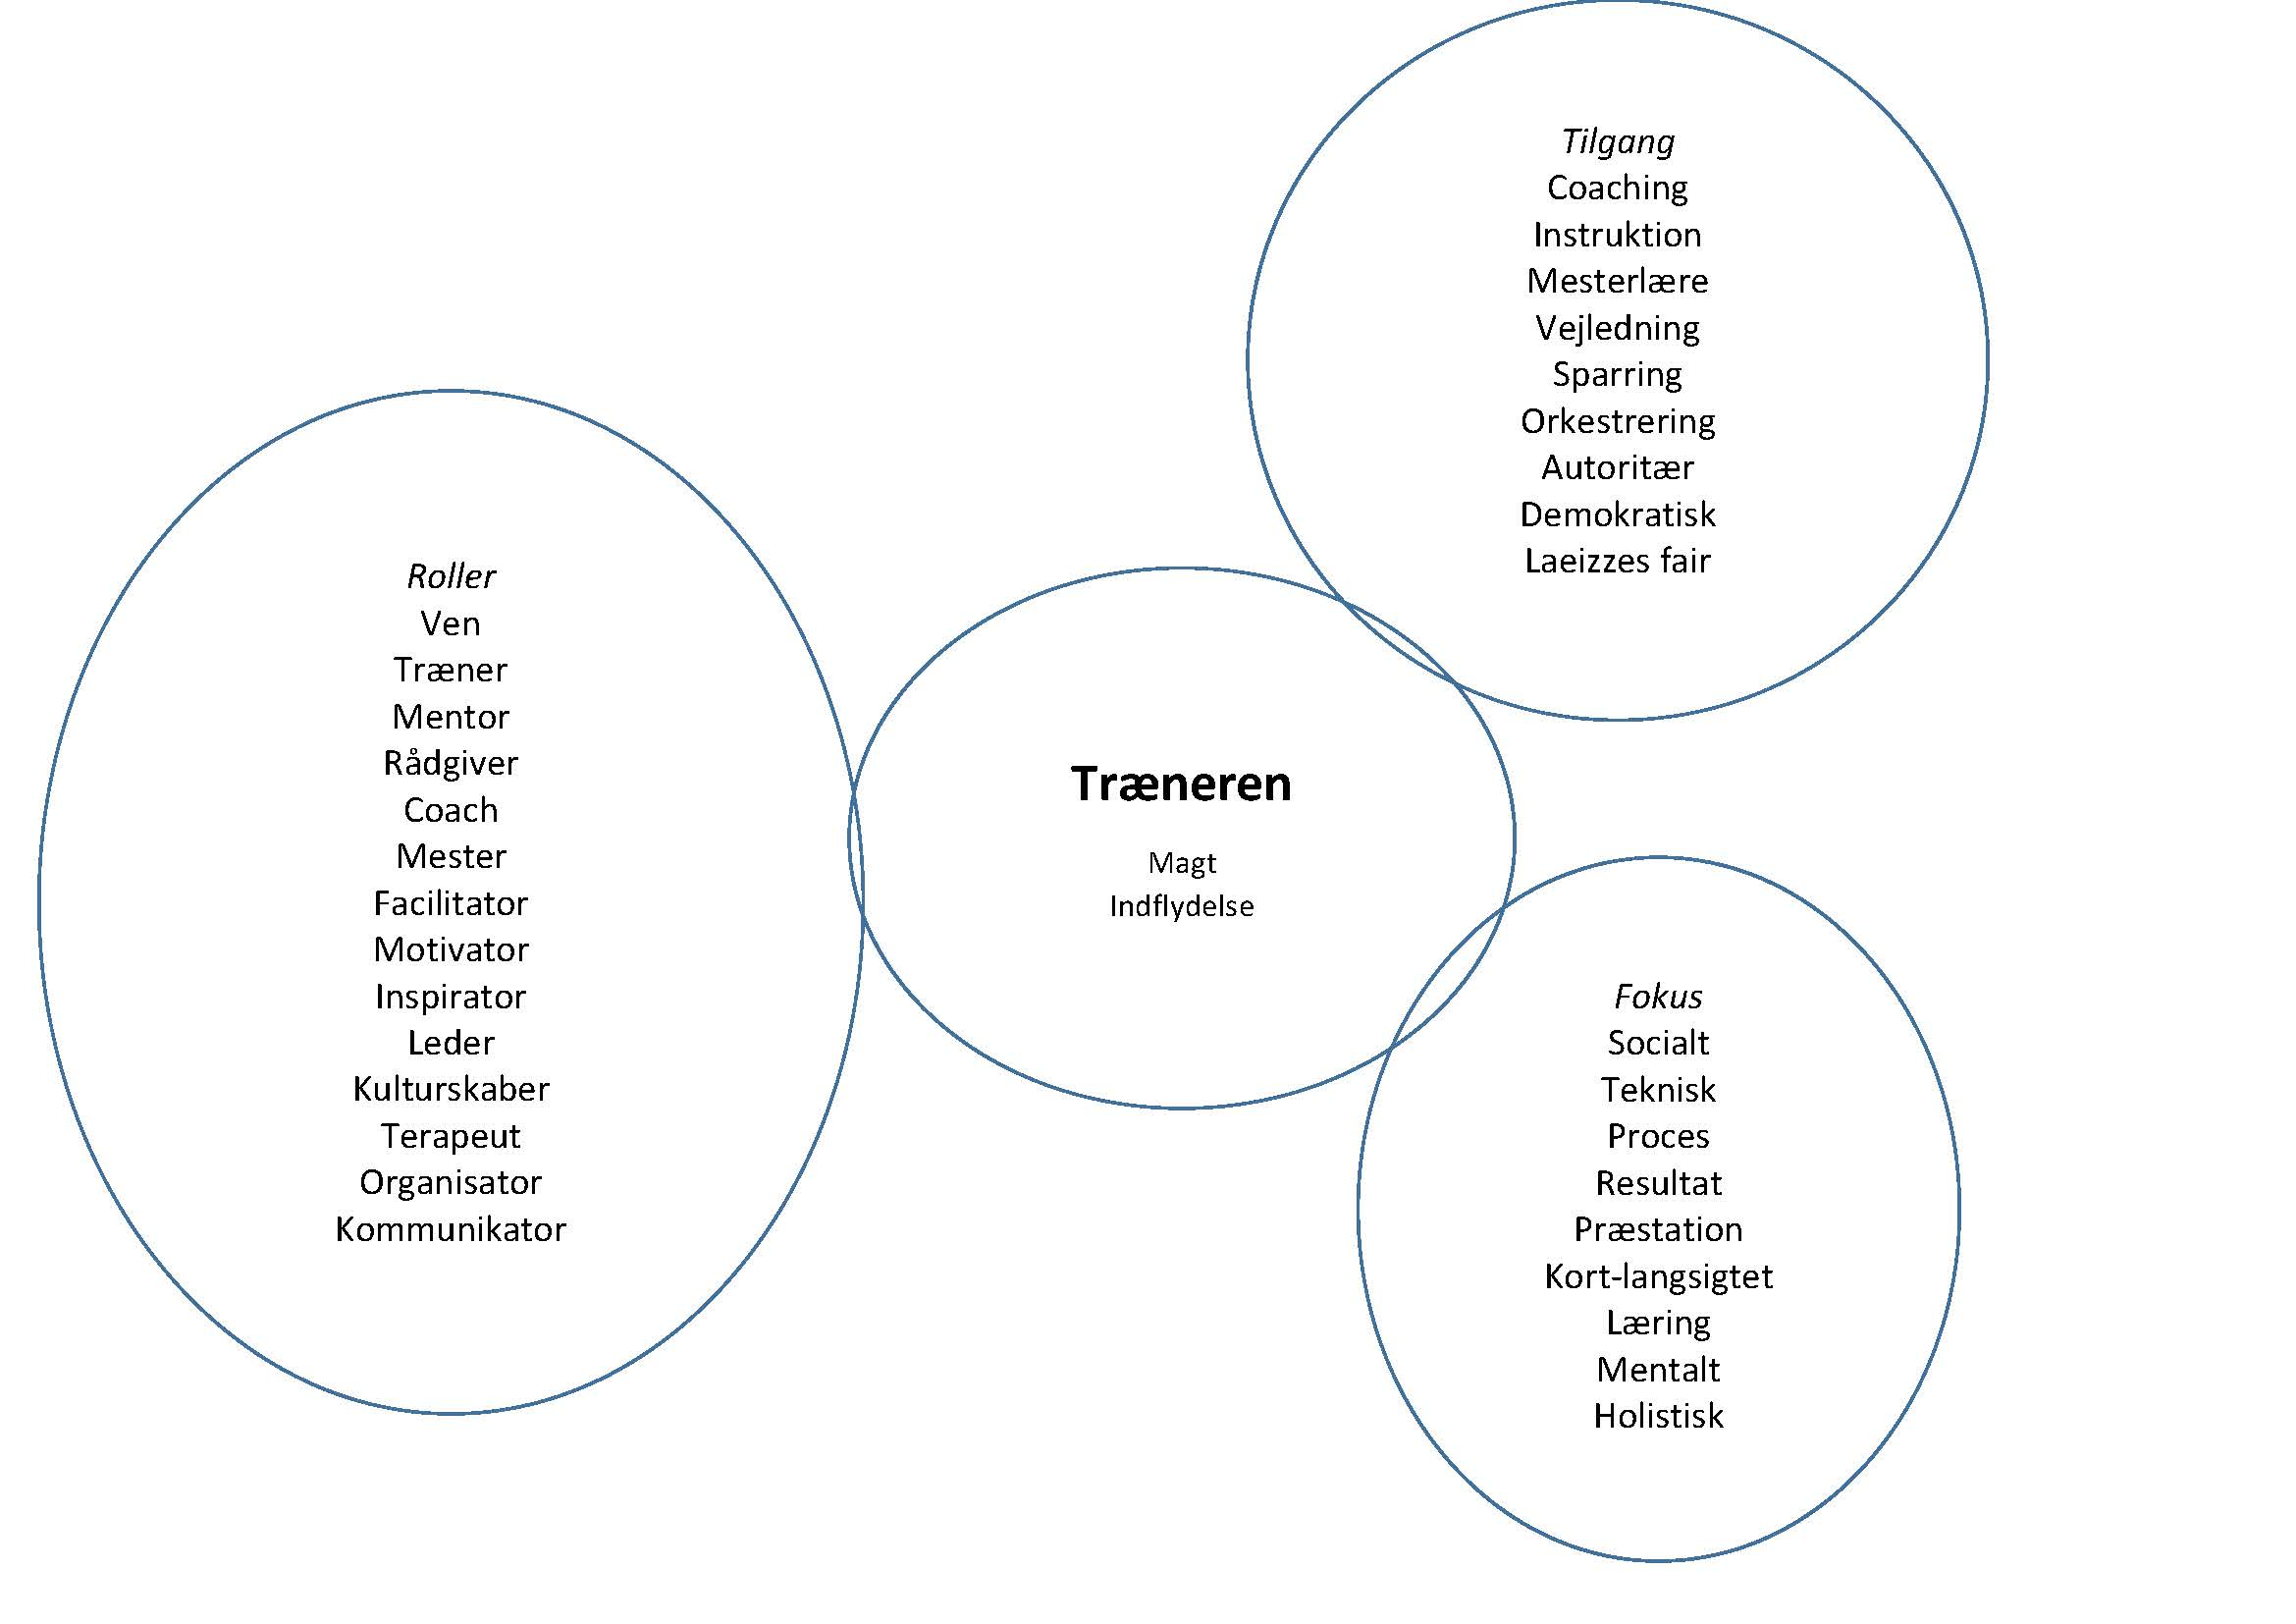 Tilgang
Coaching
Instruktion
Mesterlære
Vejledning
Sparring
Orkestrering
Autoritær
Demokratisk
Laeizzes fair
Roller
Ven
Træner
Mentor
Rådgiver
Coach
Mester
Facilitator
Motivator
Inspirator
Leder
Kulturskaber
Terapeut
Organisator
Kommunikator
Træneren
Magt
Indflydelse
Fokus
Socialt
Teknisk
Proces
Resultat
Præstation
Kort-langsigtet
Læring
Mentalt
Holistisk